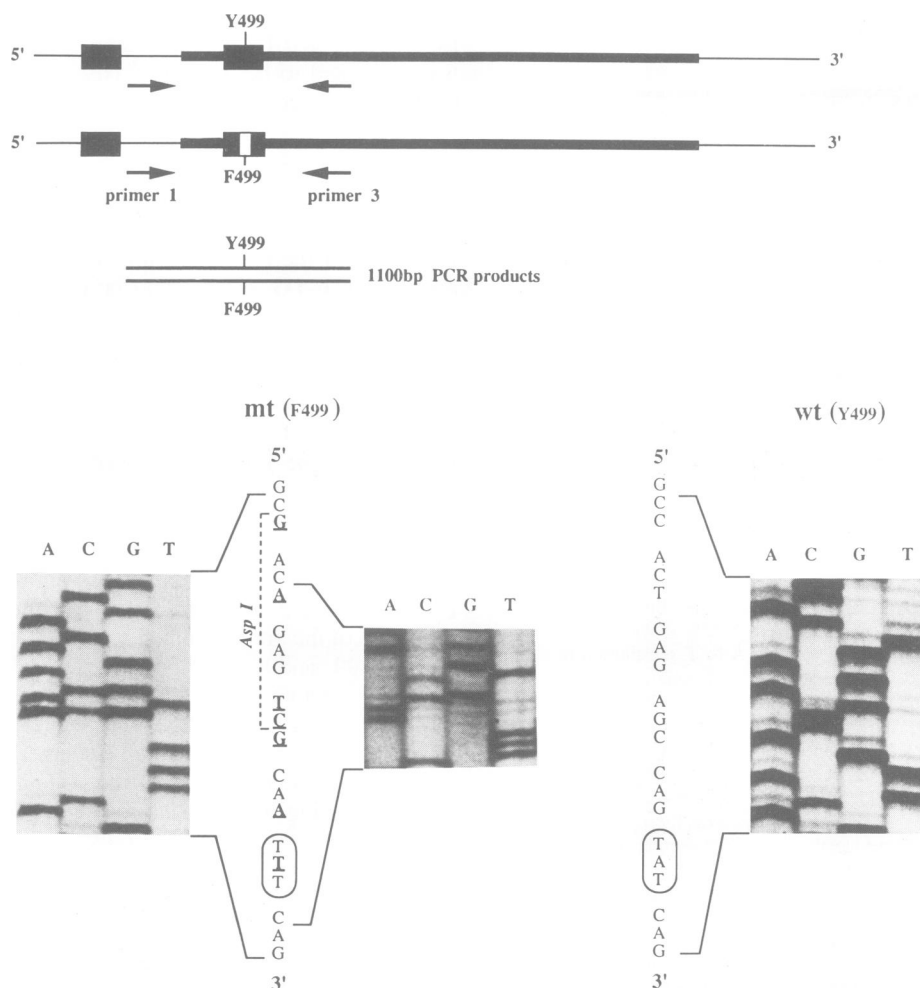 Y499
5' 3'
5' 3'
F499
primer 1 primer 3
Y499
1100bp PCR products
F499
mt (F499)
wt (Y499)
5'
G
C
G
A
C
A
G
A
G
T
C
G
C
A
A
T
T
T
C
A
G
3'
Asp I
A C G T
A C G T
5'
G
C
C
A
C
T
G
A
G
A
G
C
C
A
G
T
A
T
C
A
G
3'
A C G T